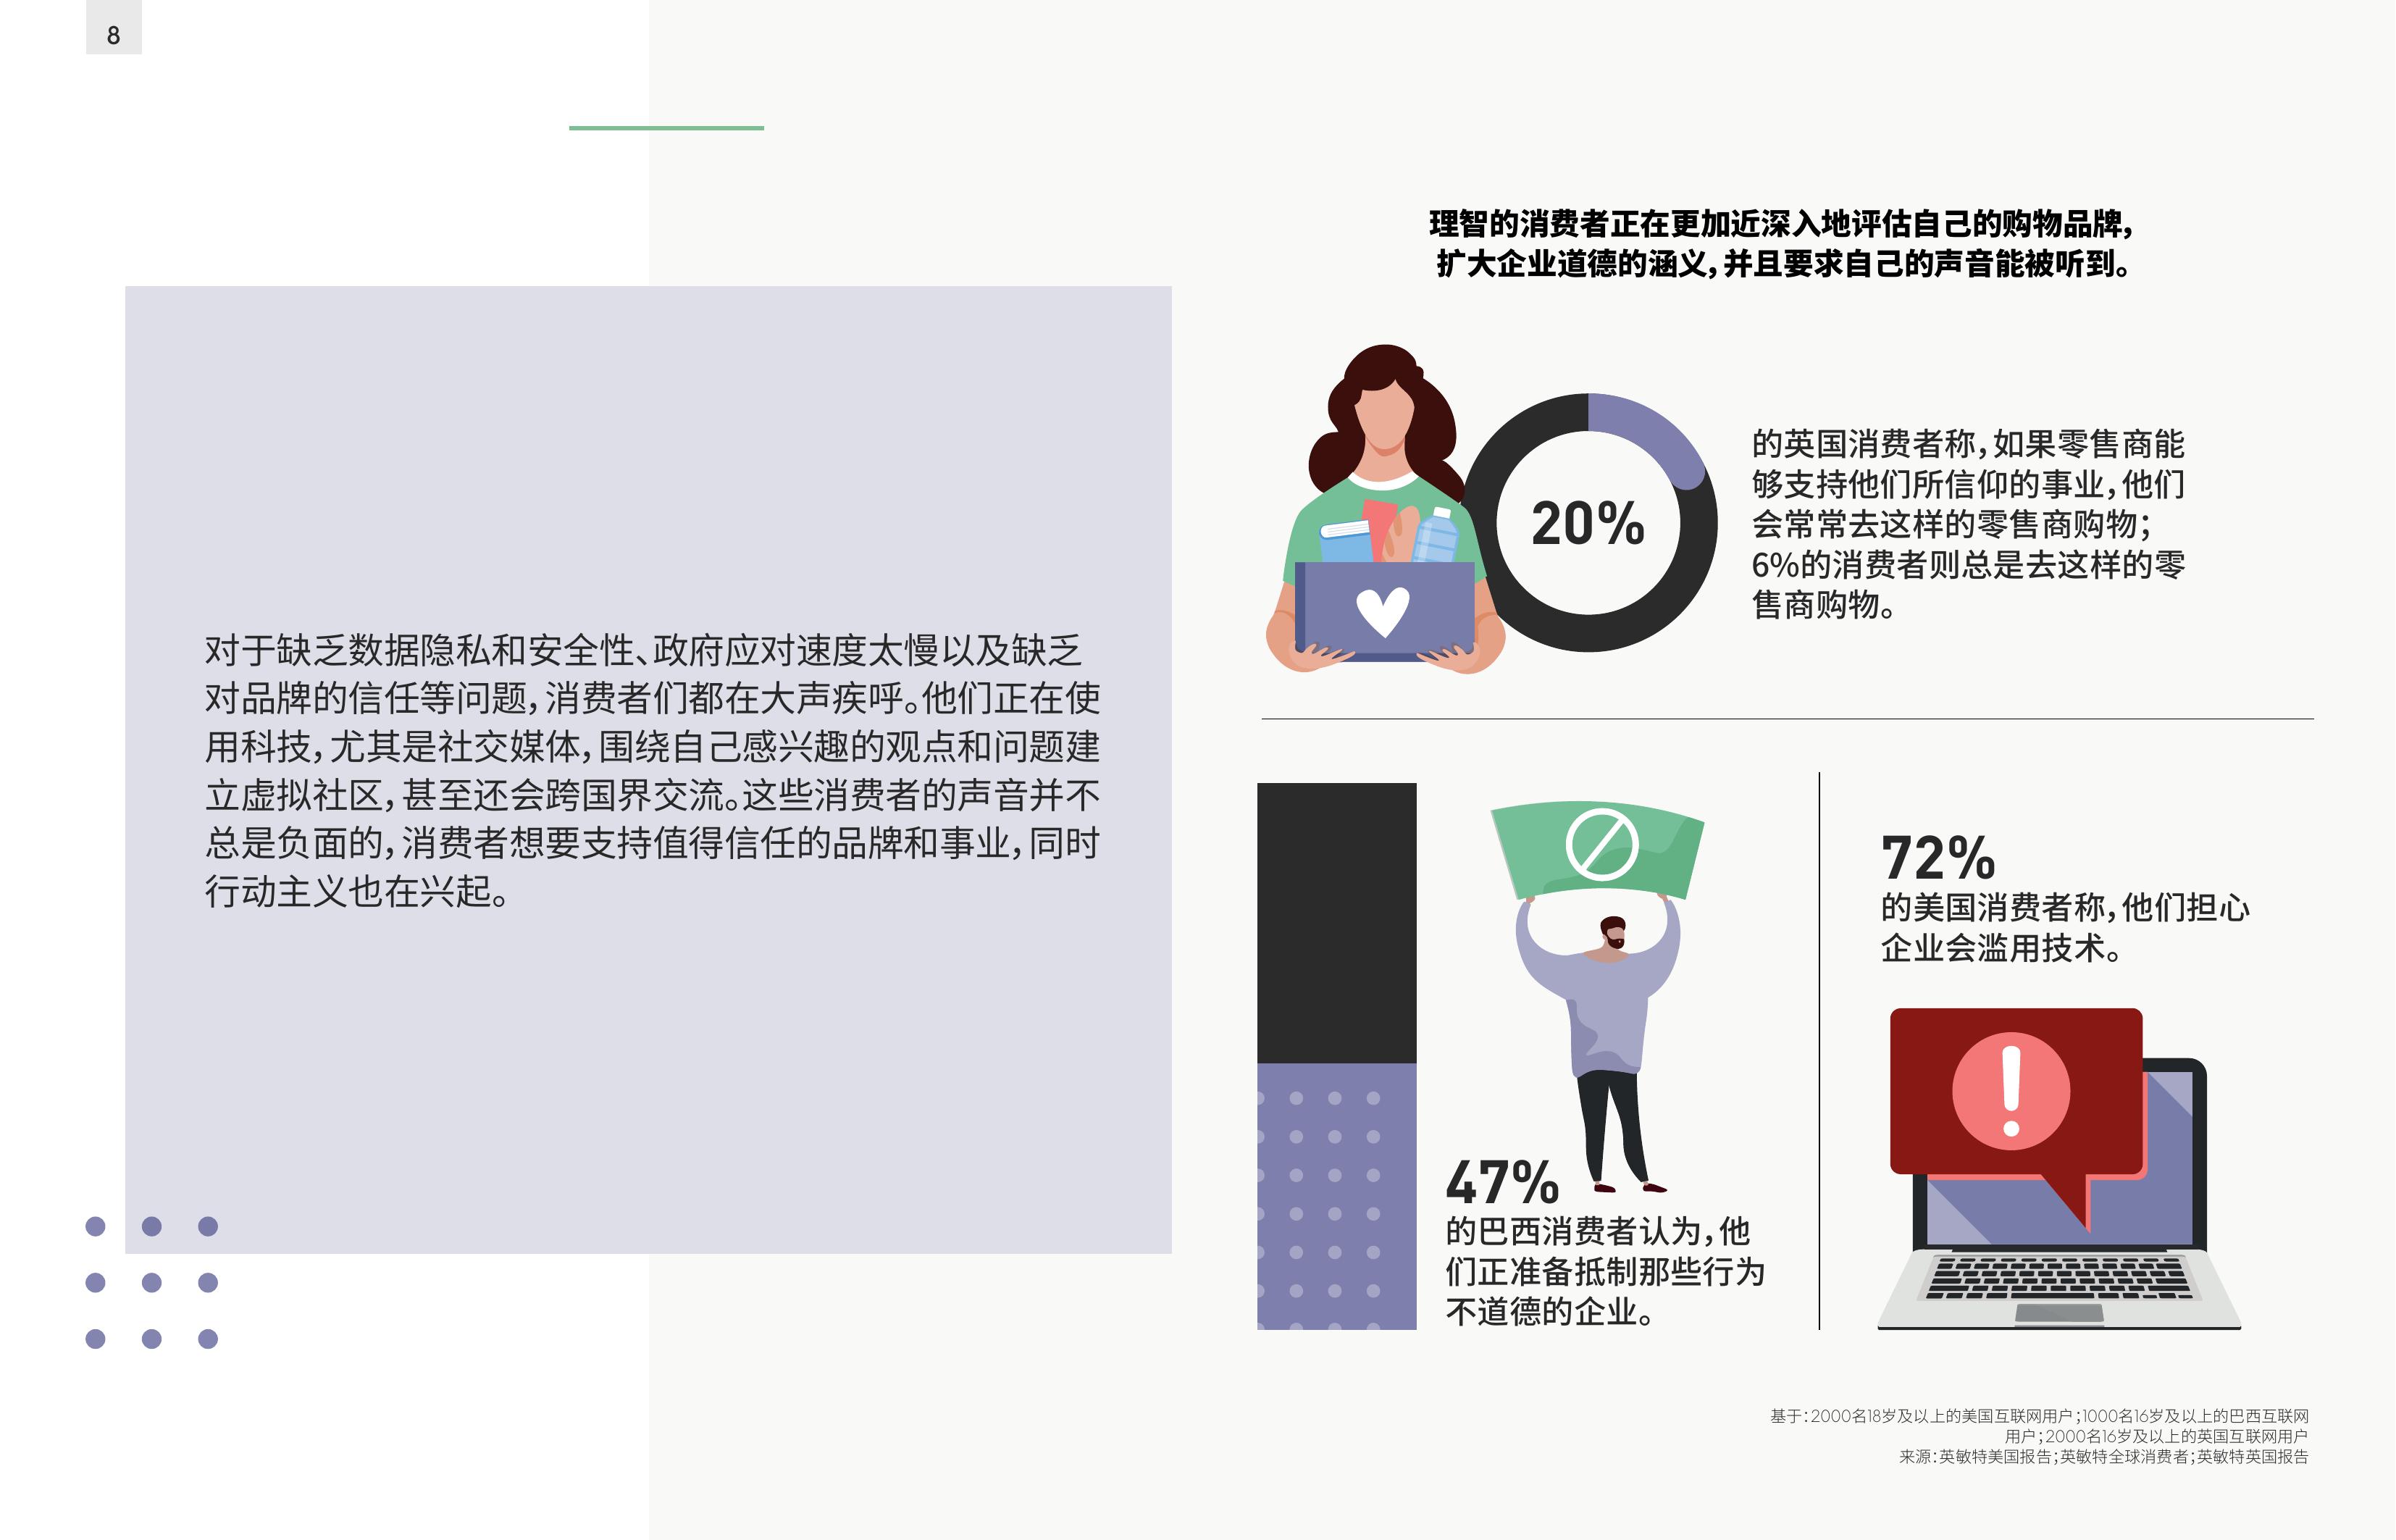 8
对于缺乏数据隐私和安全性、政府应对速度太慢以及缺乏
对品牌的信任等问题，消费者们都在大声疾呼。他们正在使
用科技，尤其是社交媒体，围绕自己感兴趣的观点和问题建
立虚拟社区，甚至还会跨国界交流。这些消费者的声音并不
总是负面的，消费者想要支持值得信任的品牌和事业，同时
行动主义也在兴起。
理智的消费者正在更加近深入地评估自己的购物品牌，
扩大企业道德的涵义，并且要求自己的声音能被听到。
20%
的英国消费者称，如果零售商能
够支持他们所信仰的事业，他们
会常常去这样的零售商购物；
6%的消费者则总是去这样的零
售商购物。
47%
的巴西消费者认为，他
们正准备抵制那些行为
不道德的企业。
72%
的美国消费者称，他们担心
企业会滥用技术。
基于：2000名18岁及以上的美国互联网用户；1000名16岁及以上的巴西互联网
用户；2000名16岁及以上的英国互联网用户
来源：英敏特美国报告；英敏特全球消费者；英敏特英国报告